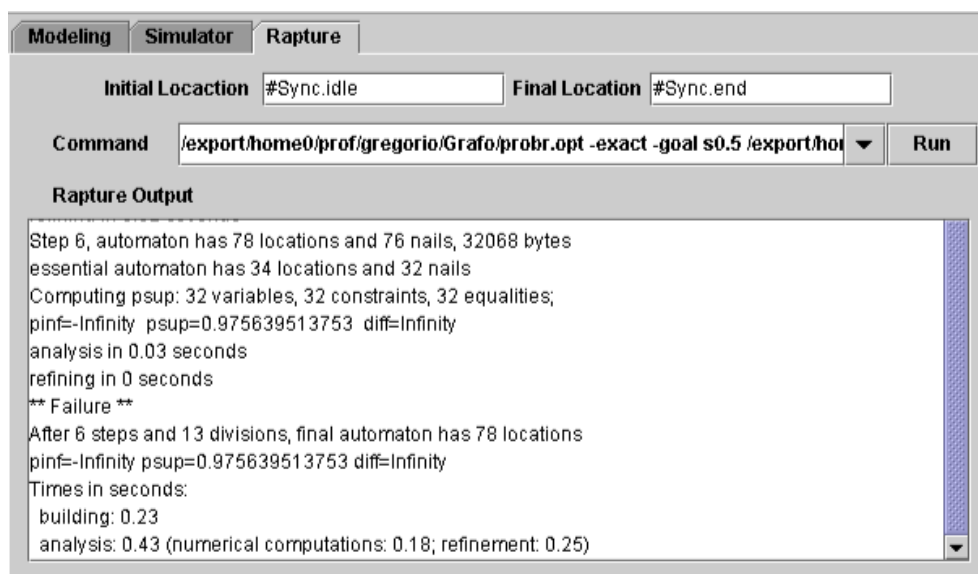 Modeling Simulator Rapture
Initial Locaction #Sync.idle Final Location #Sync.end
Command /export/home0/prof/gregorio/Grafo/probr.opt -exact -goal s0.5 /export/hor Run
Rapture Output
Step 6, automaton has 78 locations and 76 nails, 32068 bytes
essential automaton has 34 locations and 32 nails
Computing psup: 32 variables, 32 constraints, 32 equalities;
pinf=-Infinity psup=0.975639513753 diff=Infinity
analysis in 0.03 seconds
refining in 0 seconds
** Failure **
After 6 steps and 13 divisions, final automaton has 78 locations
pinf=-Infinity psup=0.975639513753 diff=Infinity
Times in seconds:
building: 0.23
analysis: 0.43 (numerical computations: 0.18; refinement: 0.25)